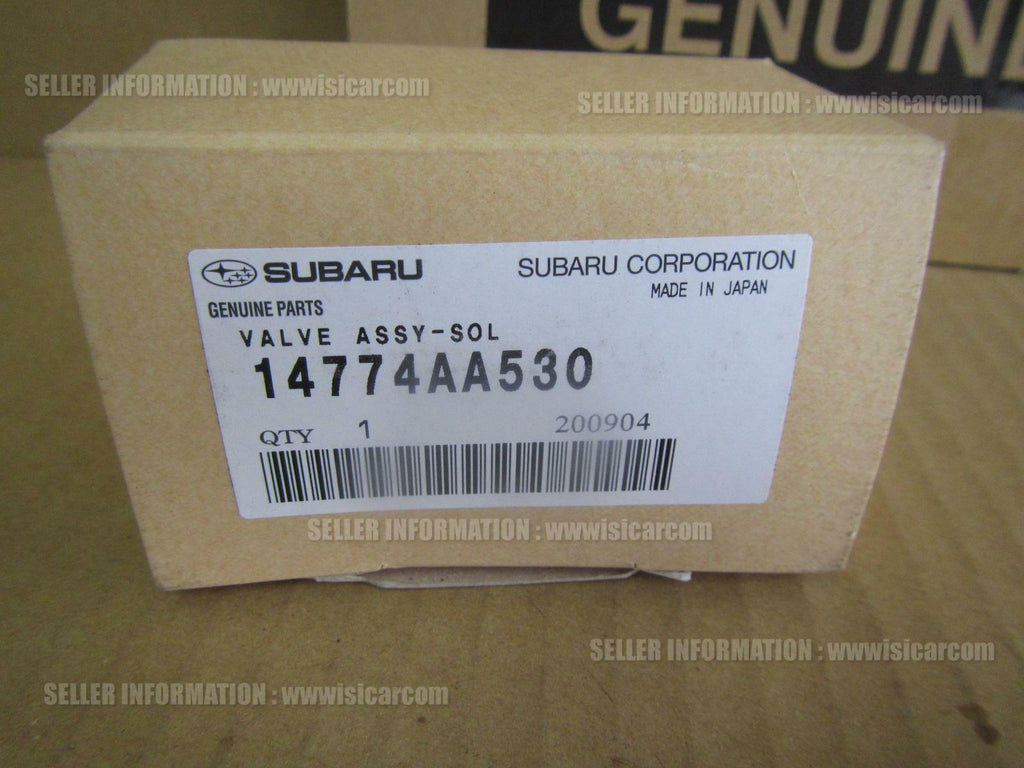 GENUIN
SELLER INFORMATION : wwwisicarcom
SELLER INFORMATION : wwwisicarcom
SUBARU
SUBARU CORPORATION
MADE IN JAPAN
GENUINE PARTS
VALVE ASSY-SOL
14774AA530
QTY 1
200904
SELLER INFORMATION : wwwisicarcom
SELLER INFORMATION : wwwisicarcom
SELLER INFORMATION : wwwisicarcom